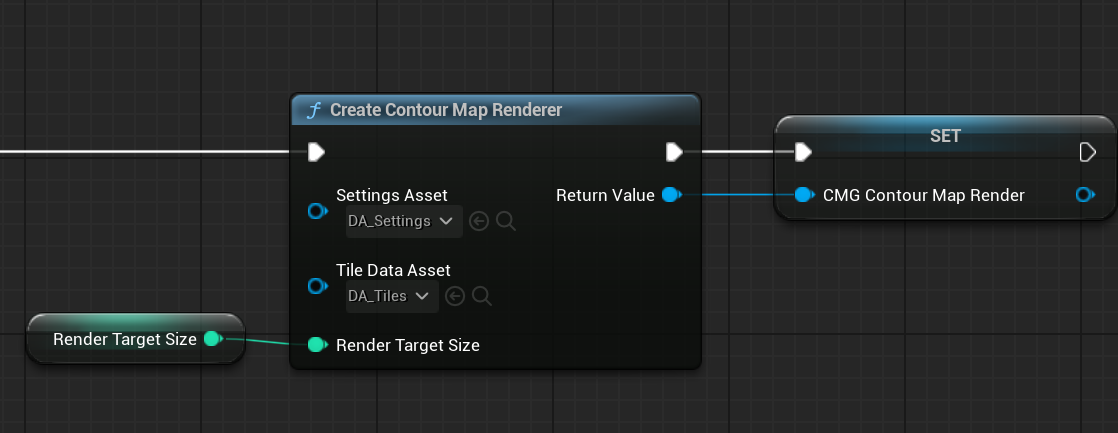 f Create Contour Map Renderer
SET
Settings Asset
Return Value
CMG Contour Map Render
DA_Settings
Tile Data Asset
DA_Tiles
Render Target Size
Render Target Size